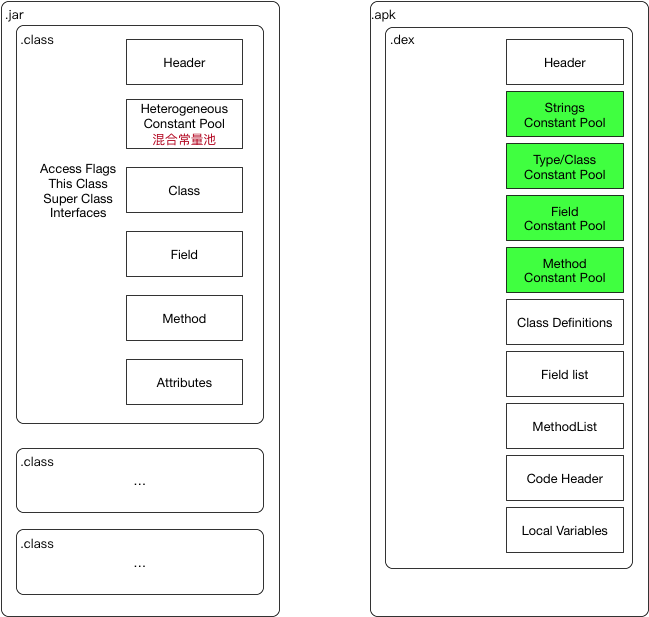 .jar
.class
Header
Heterogeneous
Constant Pool
混合常量池
Access Flags
This Class
Super Class
Interfaces
Class
Field
Method
Attributes
.class
...
.class
...
.apk
.dex
Header
Strings
Constant Pool
Type/Class
Constant Pool
Field
Constant Pool
Method
Constant Pool
Class Definitions
Field list
MethodList
Code Header
Local Variables